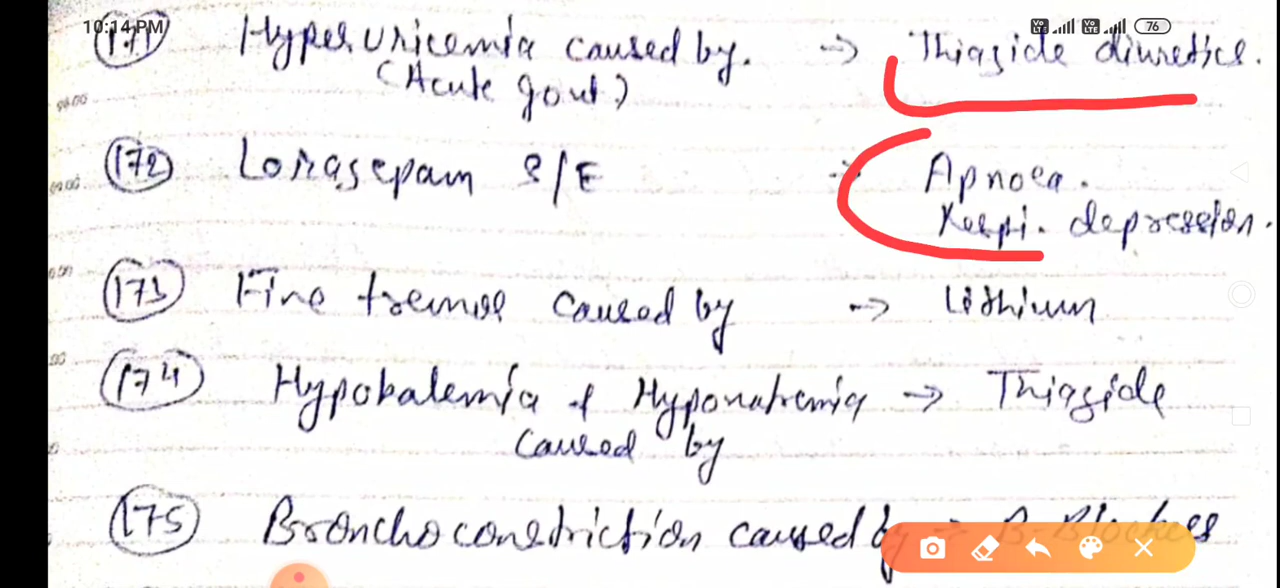 10:14 PM
76
171 Hyperuricemia caused by. → Thiazide diuretics.
(Acute gout)
172 Lorazepam S/E → Apnoea.
Respi. depression.
173 Fine tremor caused by → Lithium
174 Hypokalemia & Hyponatremia → Thiazide
caused by
175 Bronchoconstriction caused by → B-Blockers